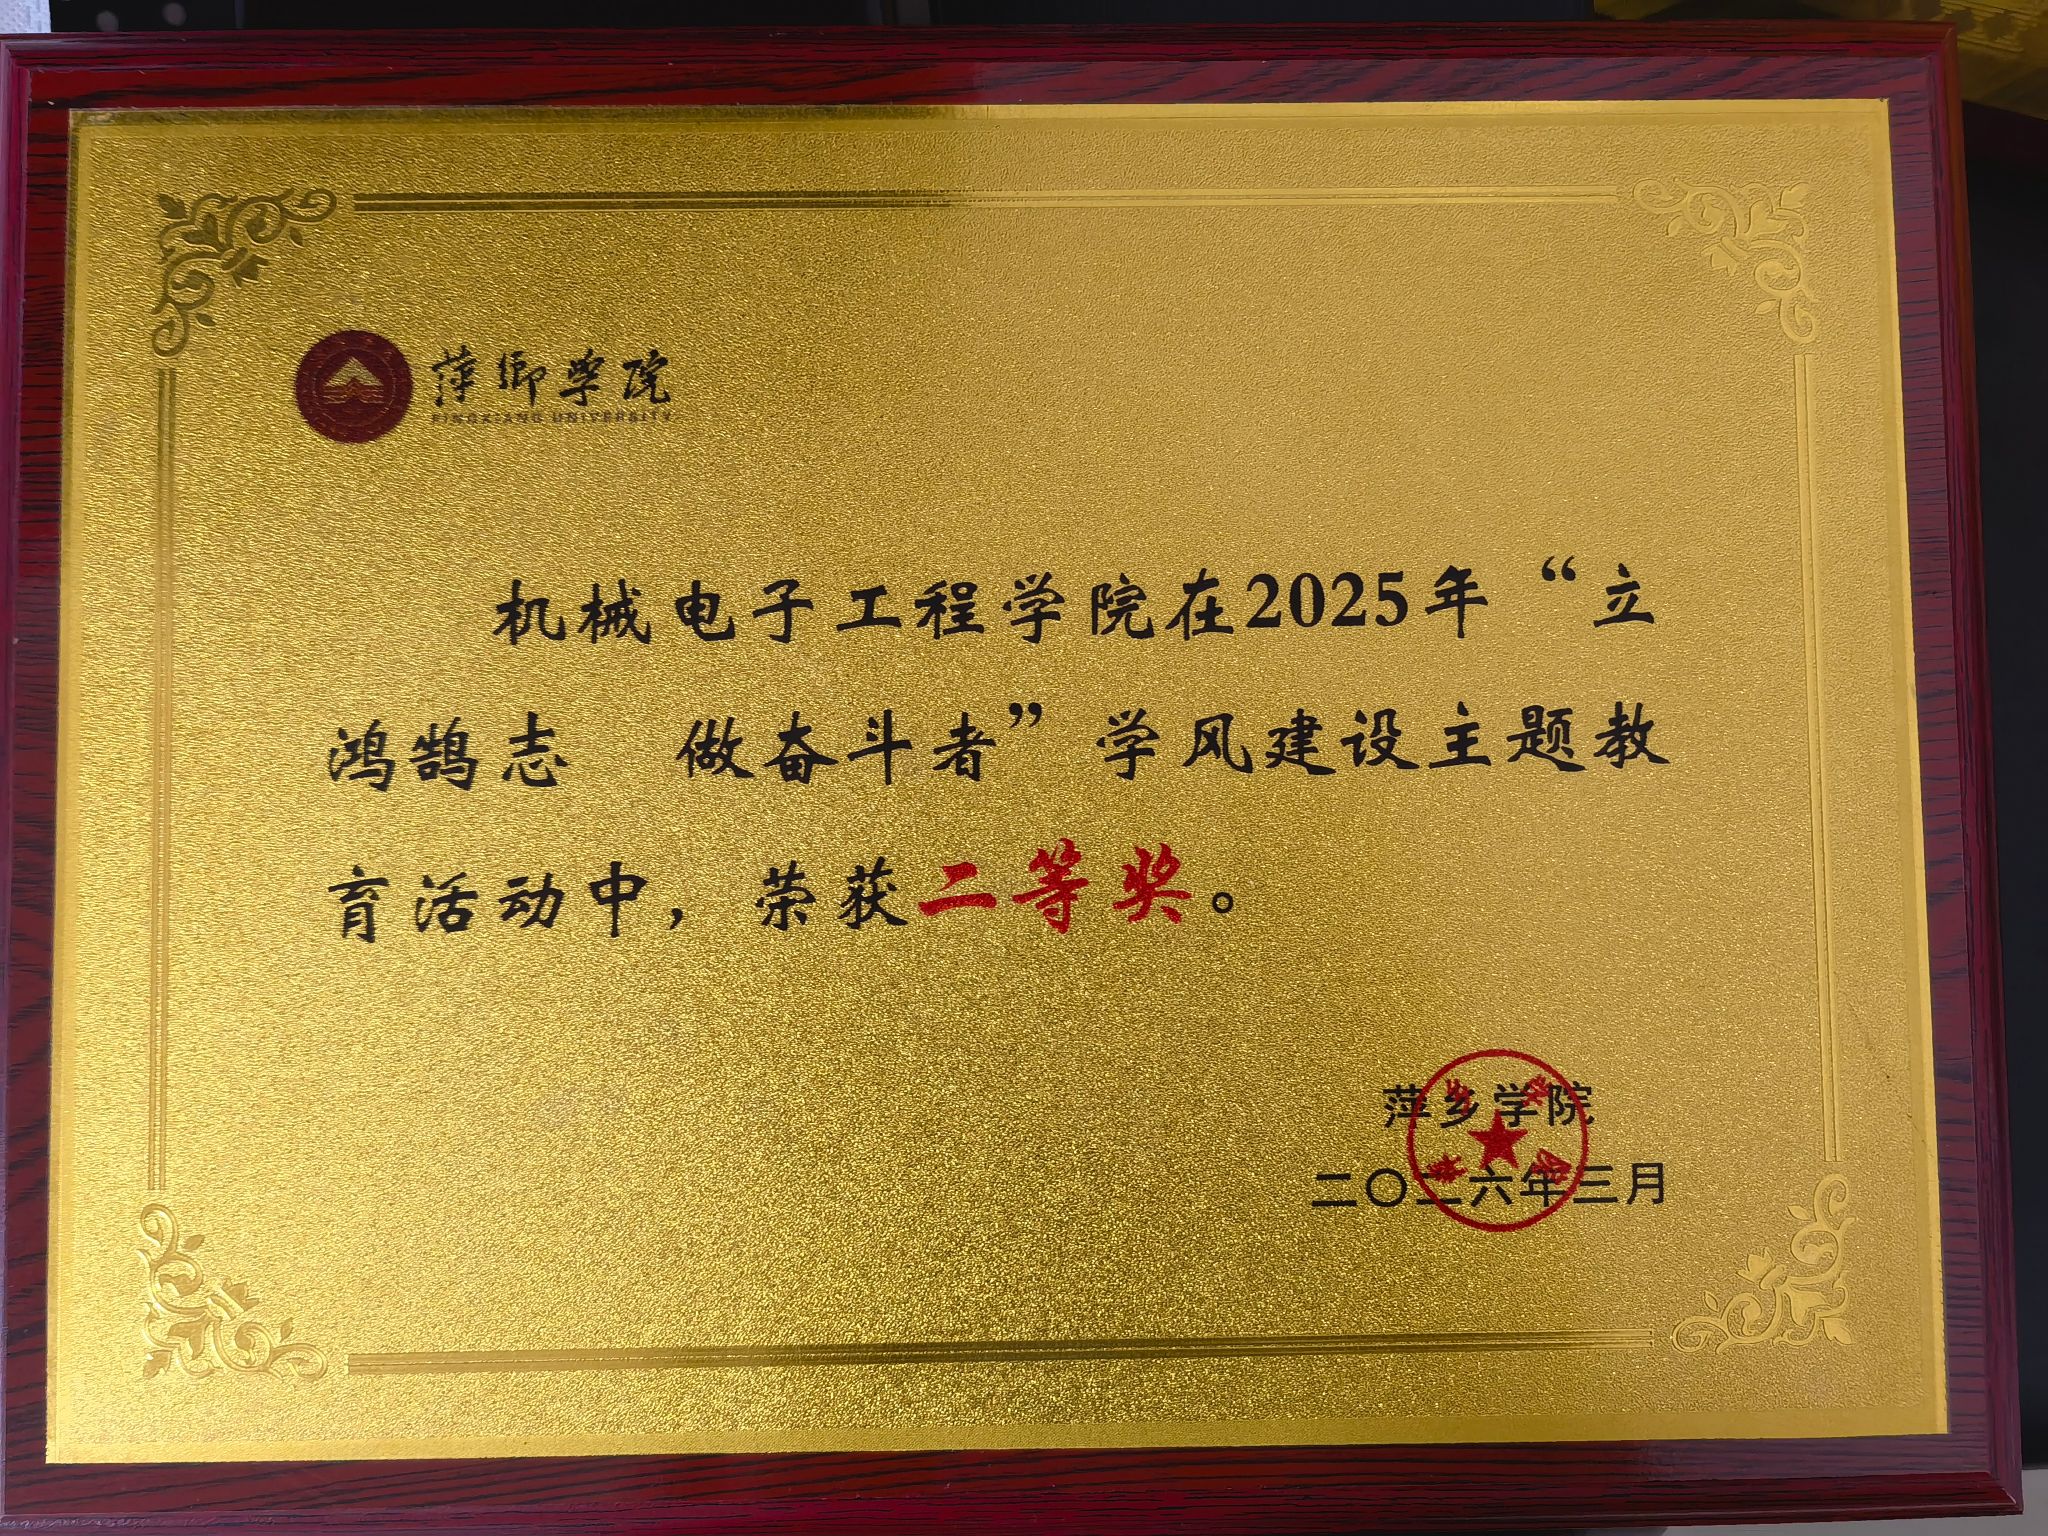 萍乡学院
PINGXIANG UNIVERSITY
机械电子工程学院在2025年“立
鸿鹄志 做奋斗者”学风建设主题教
育活动中，荣获二等奖。
萍乡学院
二〇二六年三月